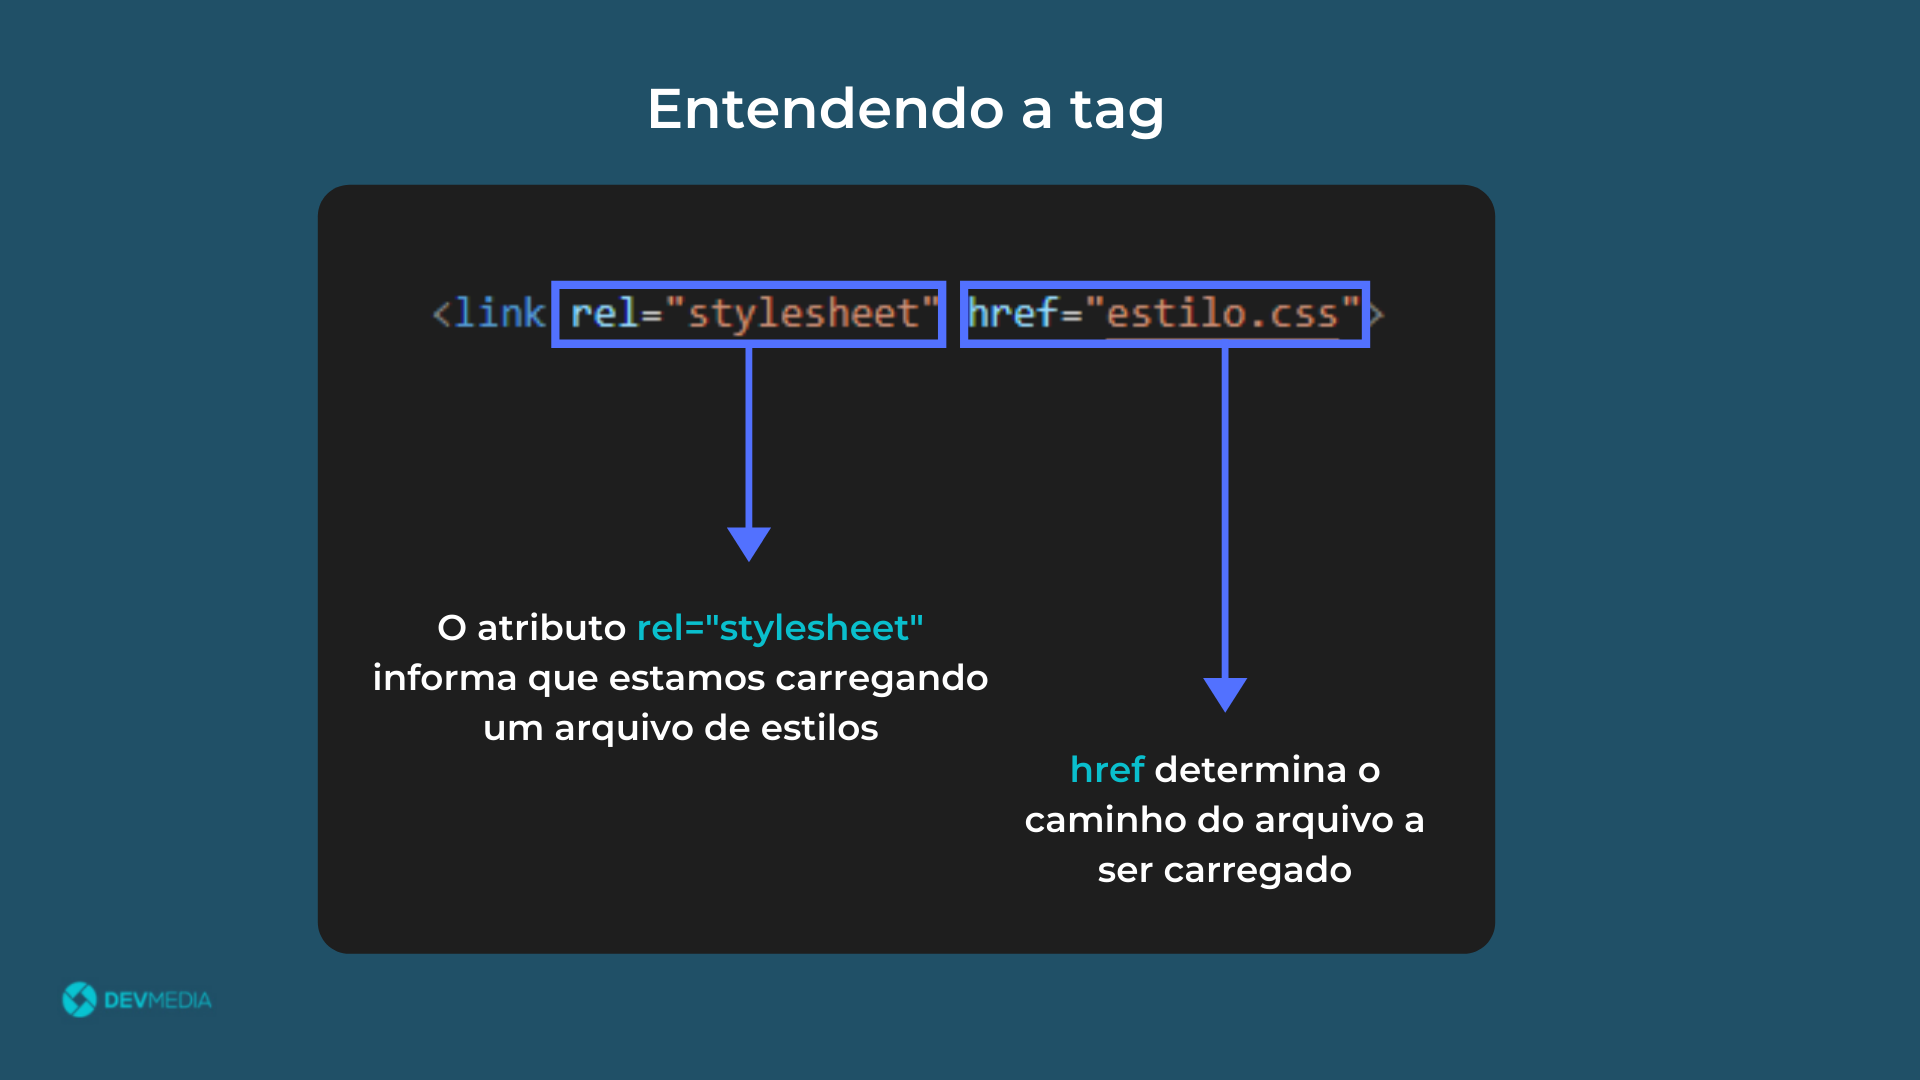 Entendendo a tag
<link rel="stylesheet" href="estilo.css">
O atributo rel="stylesheet"
informa que estamos carregando
um arquivo de estilos
href determina o
caminho do arquivo a
ser carregado
DEVMEDIA